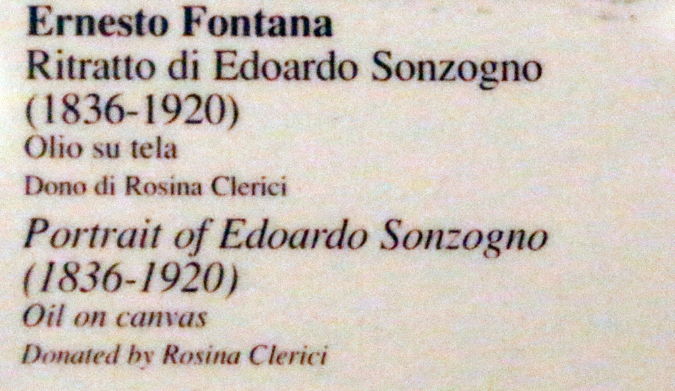 Ernesto Fontana
Ritratto di Edoardo Sonzogno
(1836-1920)
Olio su tela
Dono di Rosina Clerici
Portrait of Edoardo Sonzogno
(1836-1920)
Oil on canvas
Donated by Rosina Clerici